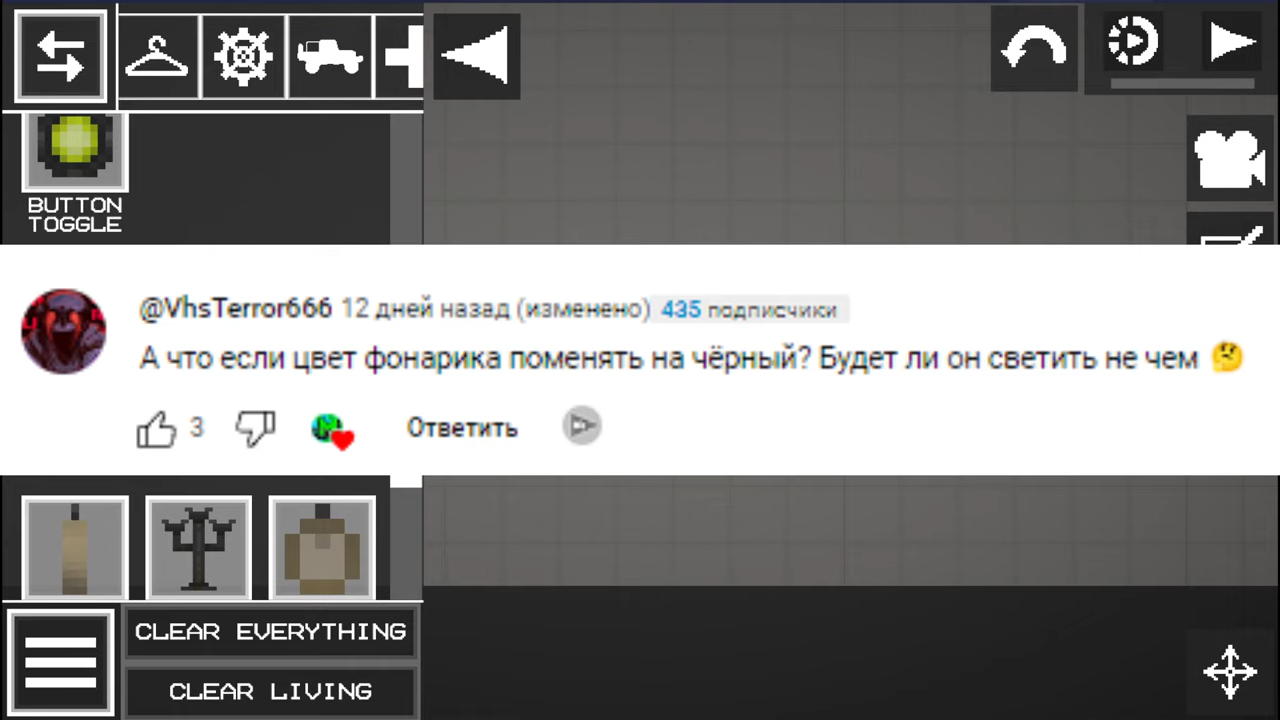 BUTTON
TOGGLE
@VhsTerror666 12 дней назад (изменено) 435 подписчики
А что если цвет фонарика поменять на чёрный? Будет ли он светить не чем 🤔
3
Ответить
CLEAR EVERYTHING
CLEAR LIVING